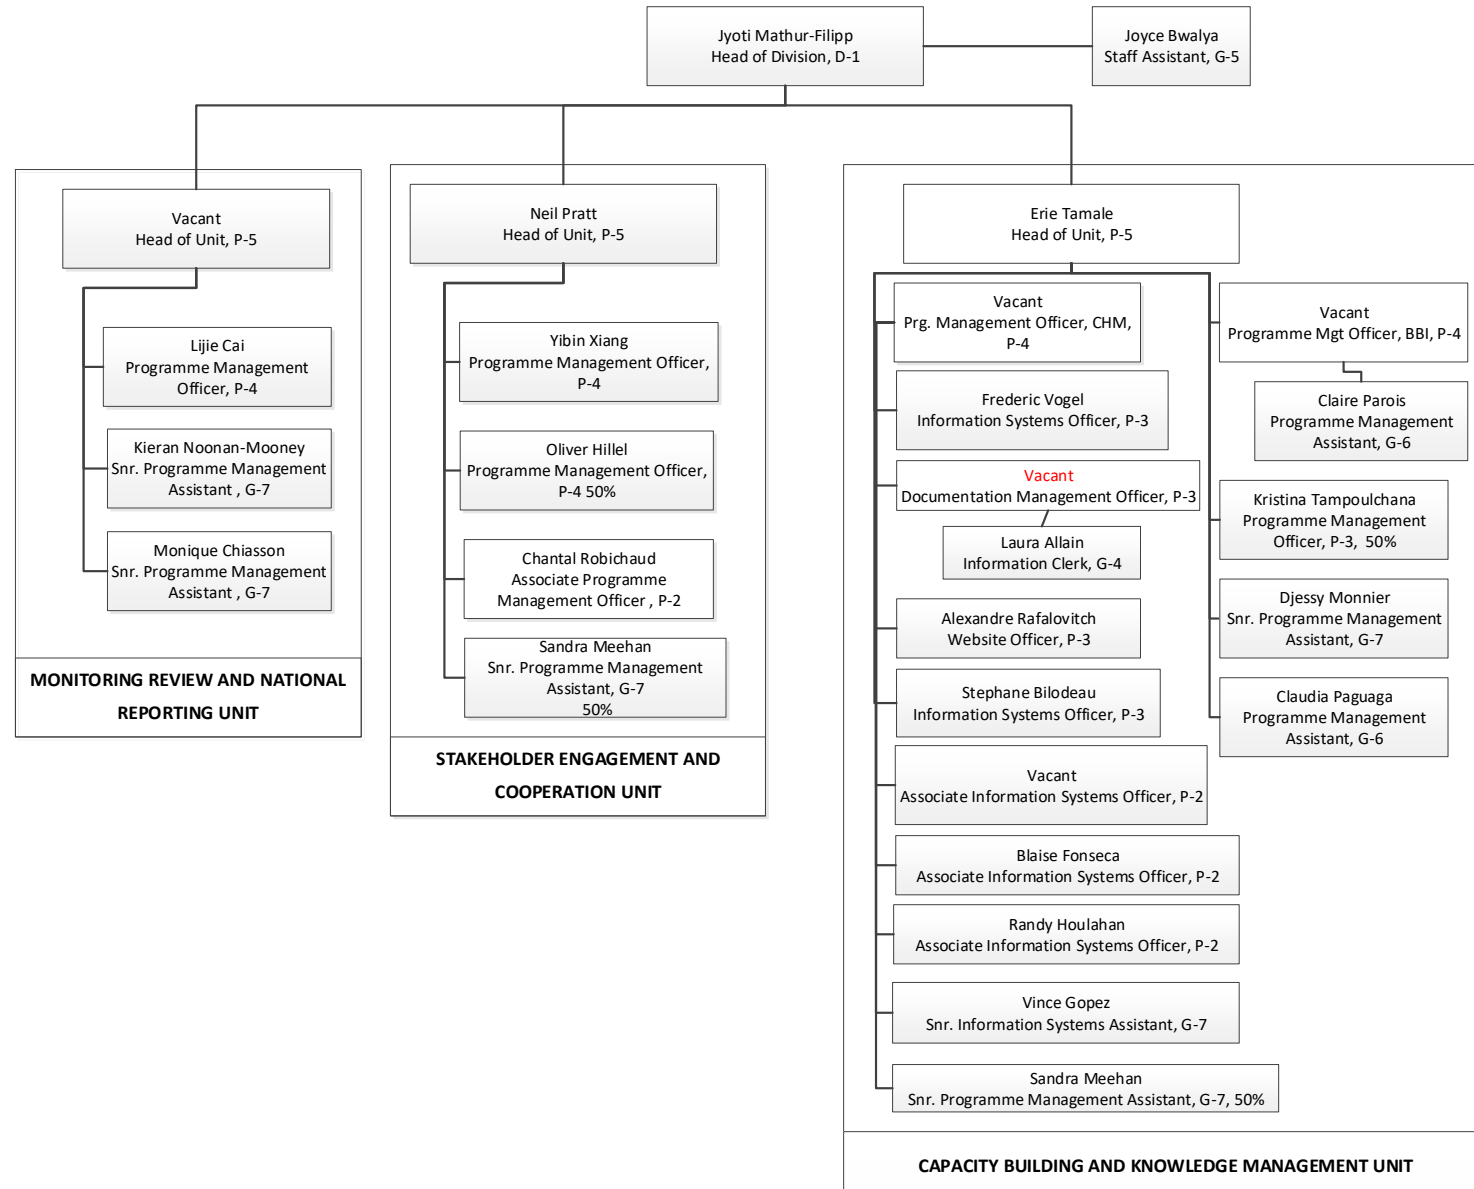 Jyoti Mathur-Filipp
Head of Division, D-1
Joyce Bwalya
Staff Assistant, G-5
Vacant
Head of Unit, P-5
Lijie Cai
Programme Management
Officer, P-4
Kieran Noonan-Mooney
Snr. Programme Management
Assistant , G-7
Monique Chiasson
Snr. Programme Management
Assistant , G-7
MONITORING REVIEW AND NATIONAL
REPORTING UNIT
Neil Pratt
Head of Unit, P-5
Yibin Xiang
Programme Management Officer,
P-4
Oliver Hillel
Programme Management Officer,
P-4 50%
Chantal Robichaud
Associate Programme
Management Officer , P-2
Sandra Meehan
Snr. Programme Management
Assistant, G-7
50%
STAKEHOLDER ENGAGEMENT AND
COOPERATION UNIT
Erie Tamale
Head of Unit, P-5
Vacant
Prg. Management Officer, CHM,
P-4
Frederic Vogel
Information Systems Officer, P-3
Vacant
Documentation Management Officer, P-3
Laura Allain
Information Clerk, G-4
Alexandre Rafalovitch
Website Officer, P-3
Stephane Bilodeau
Information Systems Officer, P-3
Vacant
Associate Information Systems Officer, P-2
Blaise Fonseca
Associate Information Systems Officer, P-2
Randy Houlahan
Associate Information Systems Officer, P-2
Vince Gopez
Snr. Information Systems Assistant, G-7
Sandra Meehan
Snr. Programme Management Assistant, G-7, 50%
Vacant
Programme Mgt Officer, BBI, P-4
Claire Parois
Programme Management
Assistant, G-6
Kristina Tampoulchana
Programme Management
Officer, P-3, 50%
Djessy Monnier
Snr. Programme Management
Assistant, G-7
Claudia Paguaga
Programme Management
Assistant, G-6
CAPACITY BUILDING AND KNOWLEDGE MANAGEMENT UNIT